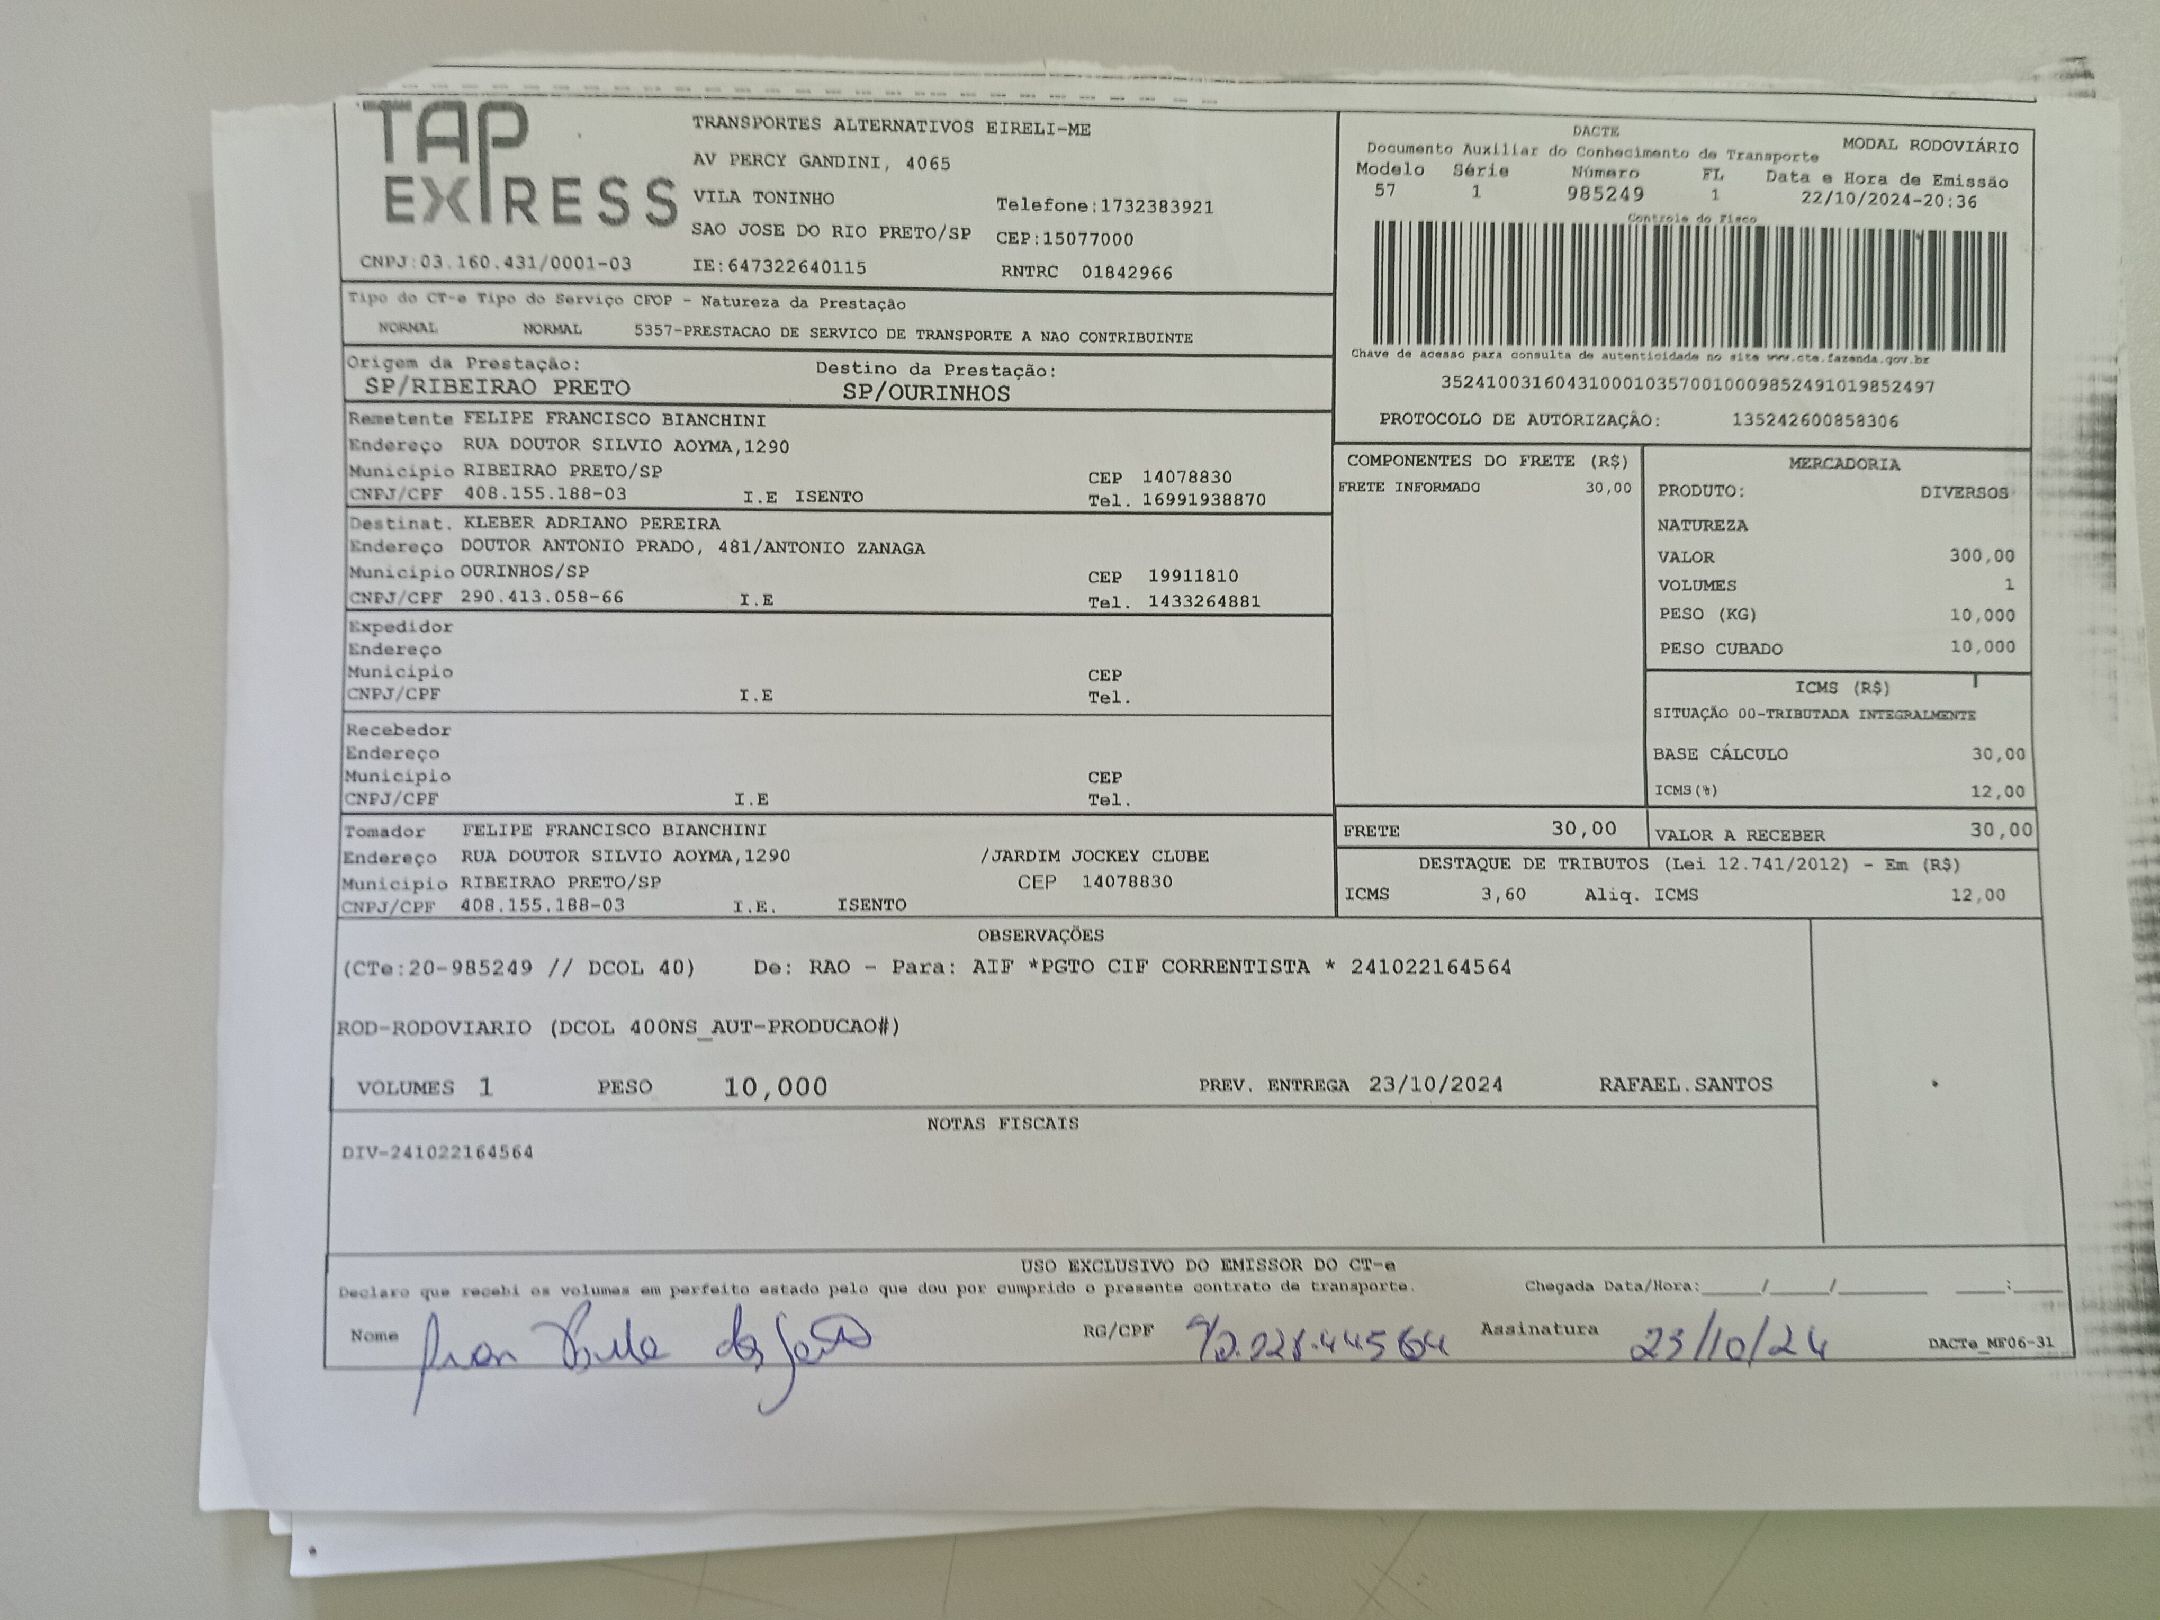 TAP
EXPRESS
CNPJ:03.160.431/0001-03
TRANSPORTES ALTERNATIVOS EIRELI-ME
AV PERCY GANDINI, 4065
VILA TONINHO Telefone:1732383921
SAO JOSE DO RIO PRETO/SP CEP:15077000
IE:647322640115 RNTRC 01842966
DACTE MODAL RODOVIÁRIO
Documento Auxiliar do Conhecimento de Transporte
Modelo Série Número FL Data e Hora de Emissão
57 1 985249 1 22/10/2024-20:36
Controle do Fisco
Chave de acesso para consulta de autenticidade no site www.cte.fazenda.gov.br
35241003160431000103570010009852491019852497
PROTOCOLO DE AUTORIZAÇÃO: 135242600858306
Tipo do CT-e Tipo do Serviço CFOP - Natureza da Prestação
NORMAL NORMAL 5357-PRESTACAO DE SERVICO DE TRANSPORTE A NAO CONTRIBUINTE
Origem da Prestação: Destino da Prestação:
SP/RIBEIRAO PRETO SP/OURINHOS
Remetente FELIPE FRANCISCO BIANCHINI
Endereço RUA DOUTOR SILVIO AOYMA,1290
Município RIBEIRAO PRETO/SP CEP 14078830
CNPJ/CPF 408.155.188-03 I.E ISENTO Tel. 16991938870
Destinat. KLEBER ADRIANO PEREIRA
Endereço DOUTOR ANTONIO PRADO, 481/ANTONIO ZANAGA
Município OURINHOS/SP CEP 19911810
CNPJ/CPF 290.413.058-66 I.E Tel. 1433264881
Expedidor
Endereço
Município CEP
CNPJ/CPF I.E Tel.
Recebedor
Endereço
Município CEP
CNPJ/CPF I.E Tel.
Tomador FELIPE FRANCISCO BIANCHINI
Endereço RUA DOUTOR SILVIO AOYMA,1290 /JARDIM JOCKEY CLUBE
Município RIBEIRAO PRETO/SP CEP 14078830
CNPJ/CPF 408.155.188-03 I.E. ISENTO
COMPONENTES DO FRETE (R$)
FRETE INFORMADO 30,00
MERCADORIA
PRODUTO: DIVERSOS
NATUREZA
VALOR 300,00
VOLUMES 1
PESO (KG) 10,000
PESO CUBADO 10,000
ICMS (R$)
SITUAÇÃO 00-TRIBUTADA INTEGRALMENTE
BASE CÁLCULO 30,00
ICMS(%) 12,00
FRETE 30,00 VALOR A RECEBER 30,00
DESTAQUE DE TRIBUTOS (Lei 12.741/2012) - Em (R$)
ICMS 3,60 Aliq. ICMS 12,00
OBSERVAÇÕES
(CTe:20-985249 // DCOL 40) De: RAO - Para: AIF *PGTO CIF CORRENTISTA * 241022164564
ROD-RODOVIARIO (DCOL 400NS_AUT-PRODUCAO#)
VOLUMES 1 PESO 10,000 PREV. ENTREGA 23/10/2024 RAFAEL.SANTOS
NOTAS FISCAIS
DIV-241022164564
USO EXCLUSIVO DO EMISSOR DO CT-e
Declaro que recebi os volumes em perfeito estado pelo que dou por cumprido o presente contrato de transporte. Chegada Data/Hora:_____/_____/________ ____:____
Nome RG/CPF Assinatura 23/10/24 DACTe_MF06-31